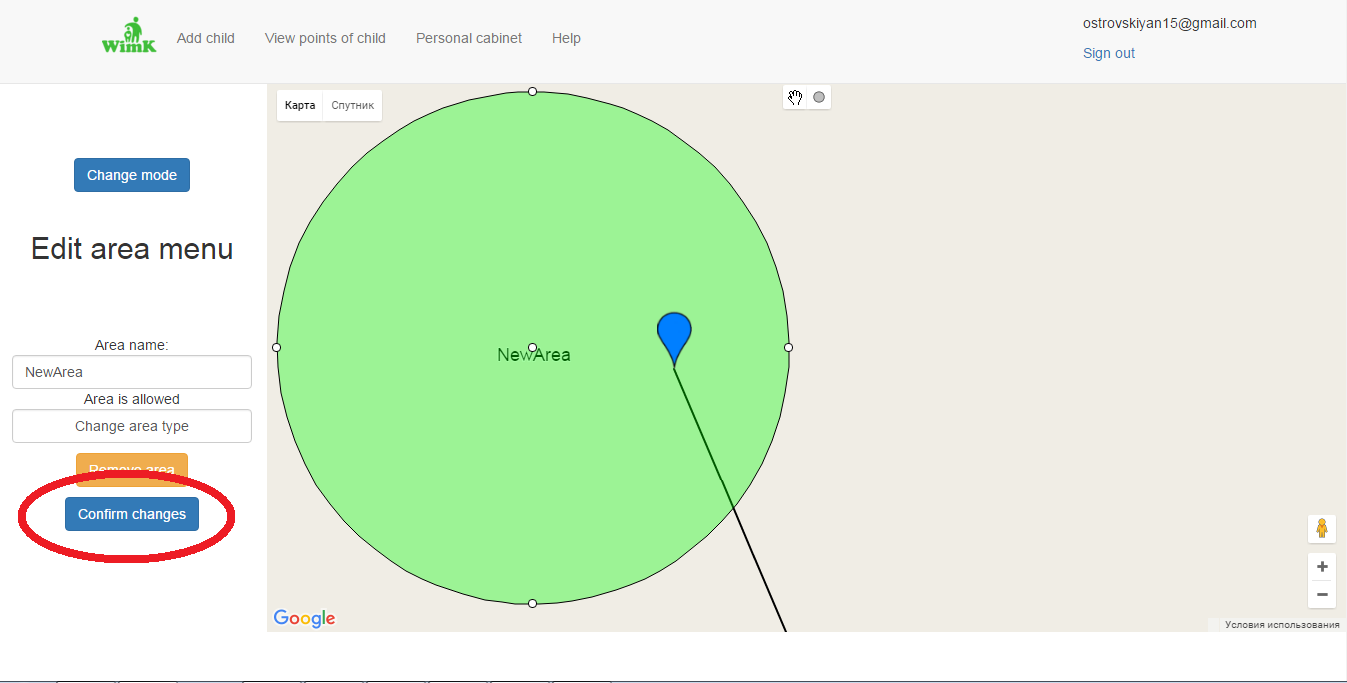 WimK
Add child
View points of child
Personal cabinet
Help
ostrovskiyan15@gmail.com
Sign out
Change mode
Edit area menu
Area name:
NewArea
Area is allowed
Change area type
Remove area
Confirm changes
Карта
Спутник
NewArea
Google
Условия использования